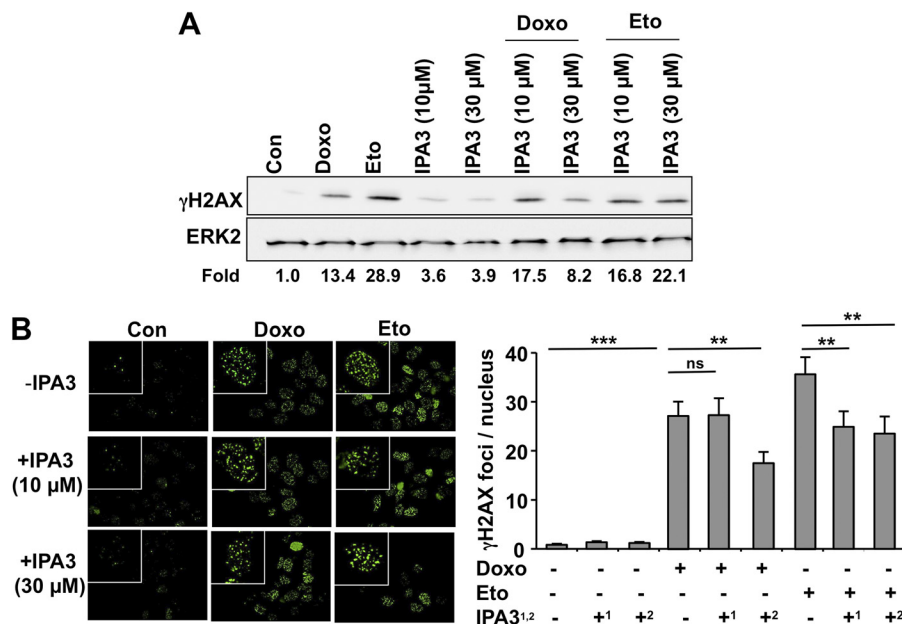 A
Doxo Eto
Con Doxo Eto IPA3 (10µM) IPA3 (30 µM) IPA3 (10 µM) IPA3 (30 µM) IPA3 (10 µM) IPA3 (30 µM)
γH2AX
ERK2
Fold 1.0 13.4 28.9 3.6 3.9 17.5 8.2 16.8 22.1
B
Con Doxo Eto
-IPA3
+IPA3
(10 µM)
+IPA3
(30 µM)
γH2AX foci / nucleus
40
30
20
10
0
*** ** **
ns **
Doxo - - - + + + - - -
Eto - - - - - - + + +
IPA3¹,² - +¹ +² - +¹ +² - +¹ +²